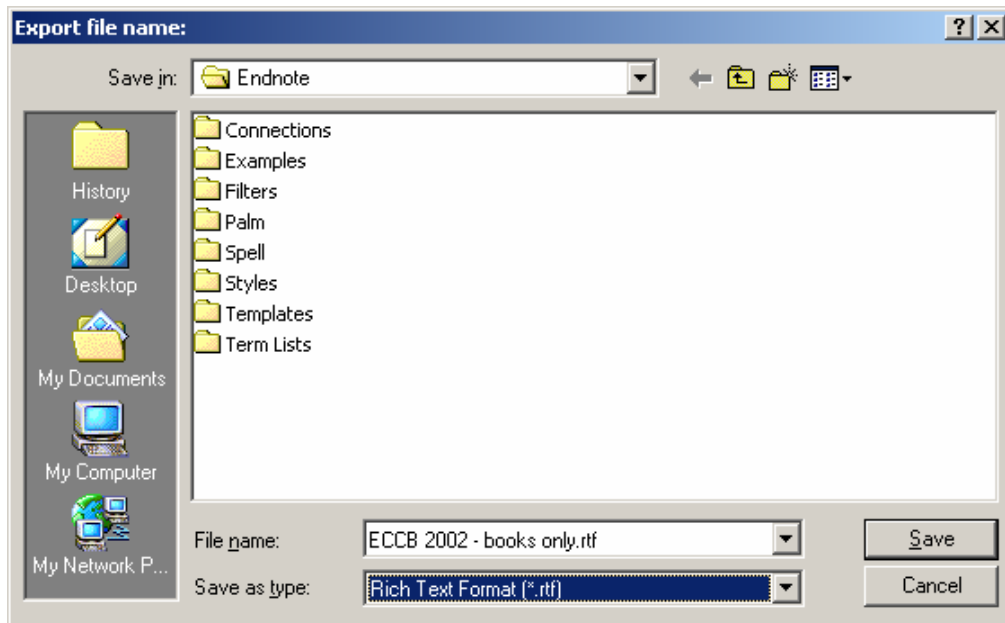 Export file name:
Save in: Endnote
History
Desktop
My Documents
My Computer
My Network P...
Connections
Examples
Filters
Palm
Spell
Styles
Templates
Term Lists
File name: ECCB 2002 - books only.rtf Save
Save as type: Rich Text Format (*.rtf) Cancel